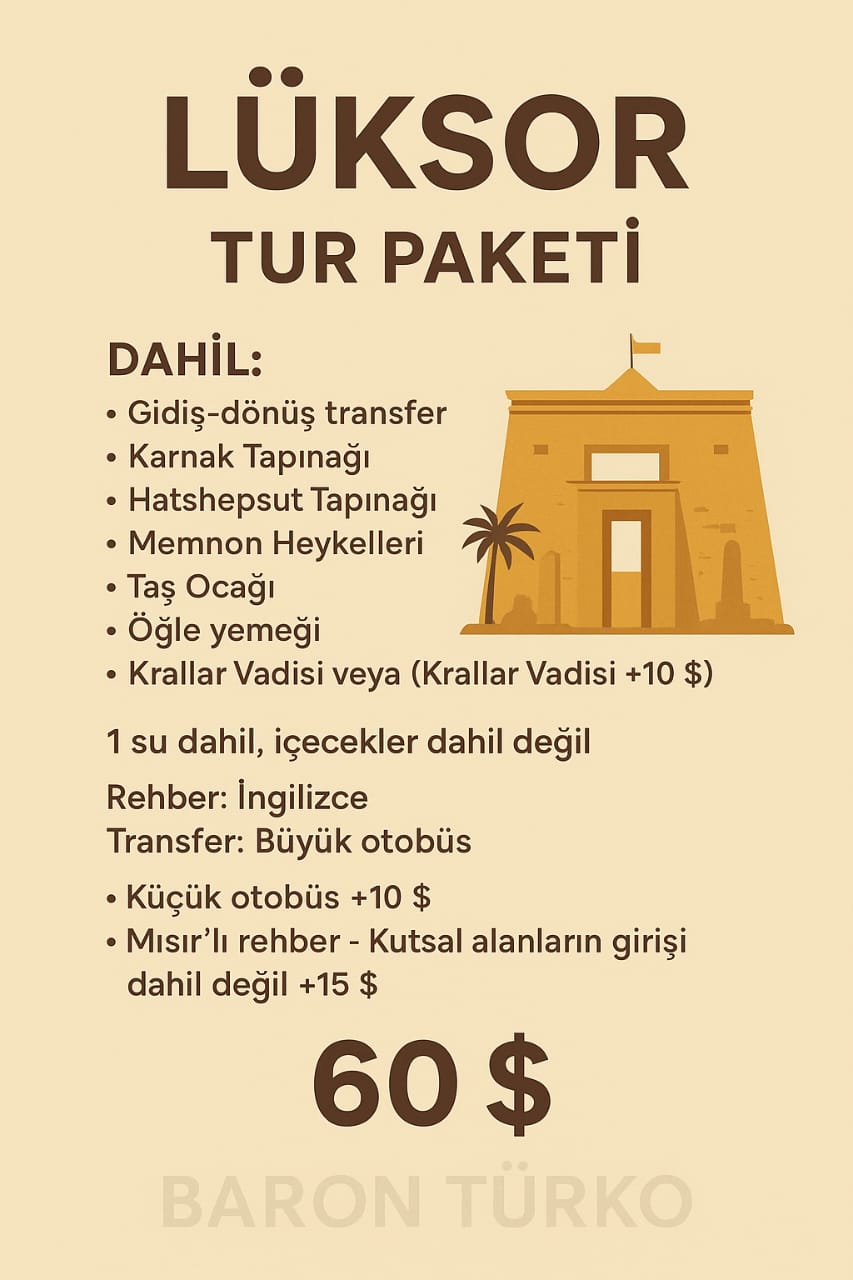 LÜKSOR
TUR PAKETİ
DAHİL:
• Gidiş-dönüş transfer
• Karnak Tapınağı
• Hatshepsut Tapınağı
• Memnon Heykelleri
• Taş Ocağı
• Öğle yemeği
• Krallar Vadisi veya (Krallar Vadisi +10 $)
1 su dahil, içecekler dahil değil
Rehber: İngilizce
Transfer: Büyük otobüs
• Küçük otobüs +10 $
• Mısır’lı rehber - Kutsal alanların girişi
dahil değil +15 $
60 $
BARON TÜRKO